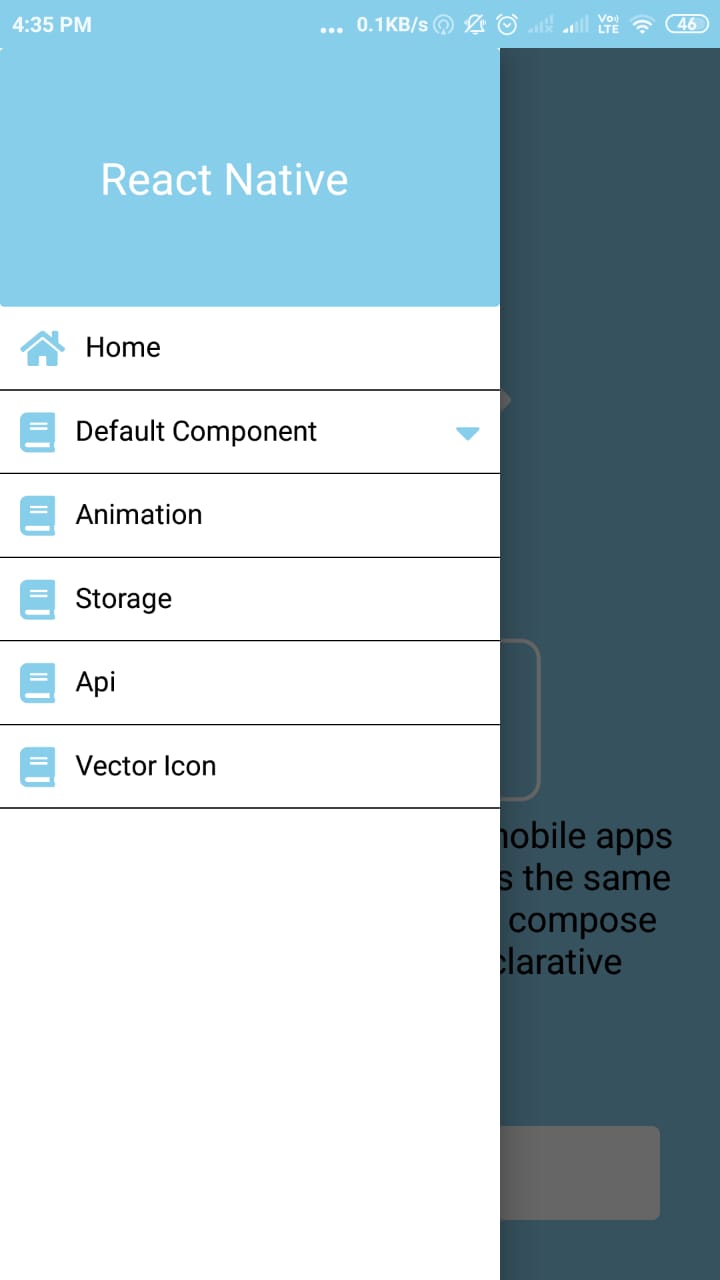 4:35 PM ... 0.1KB/s Vo)) LTE 46
React Native
Home
Default Component
Animation
Storage
Api
Vector Icon
mobile apps
s the same
compose
clarative